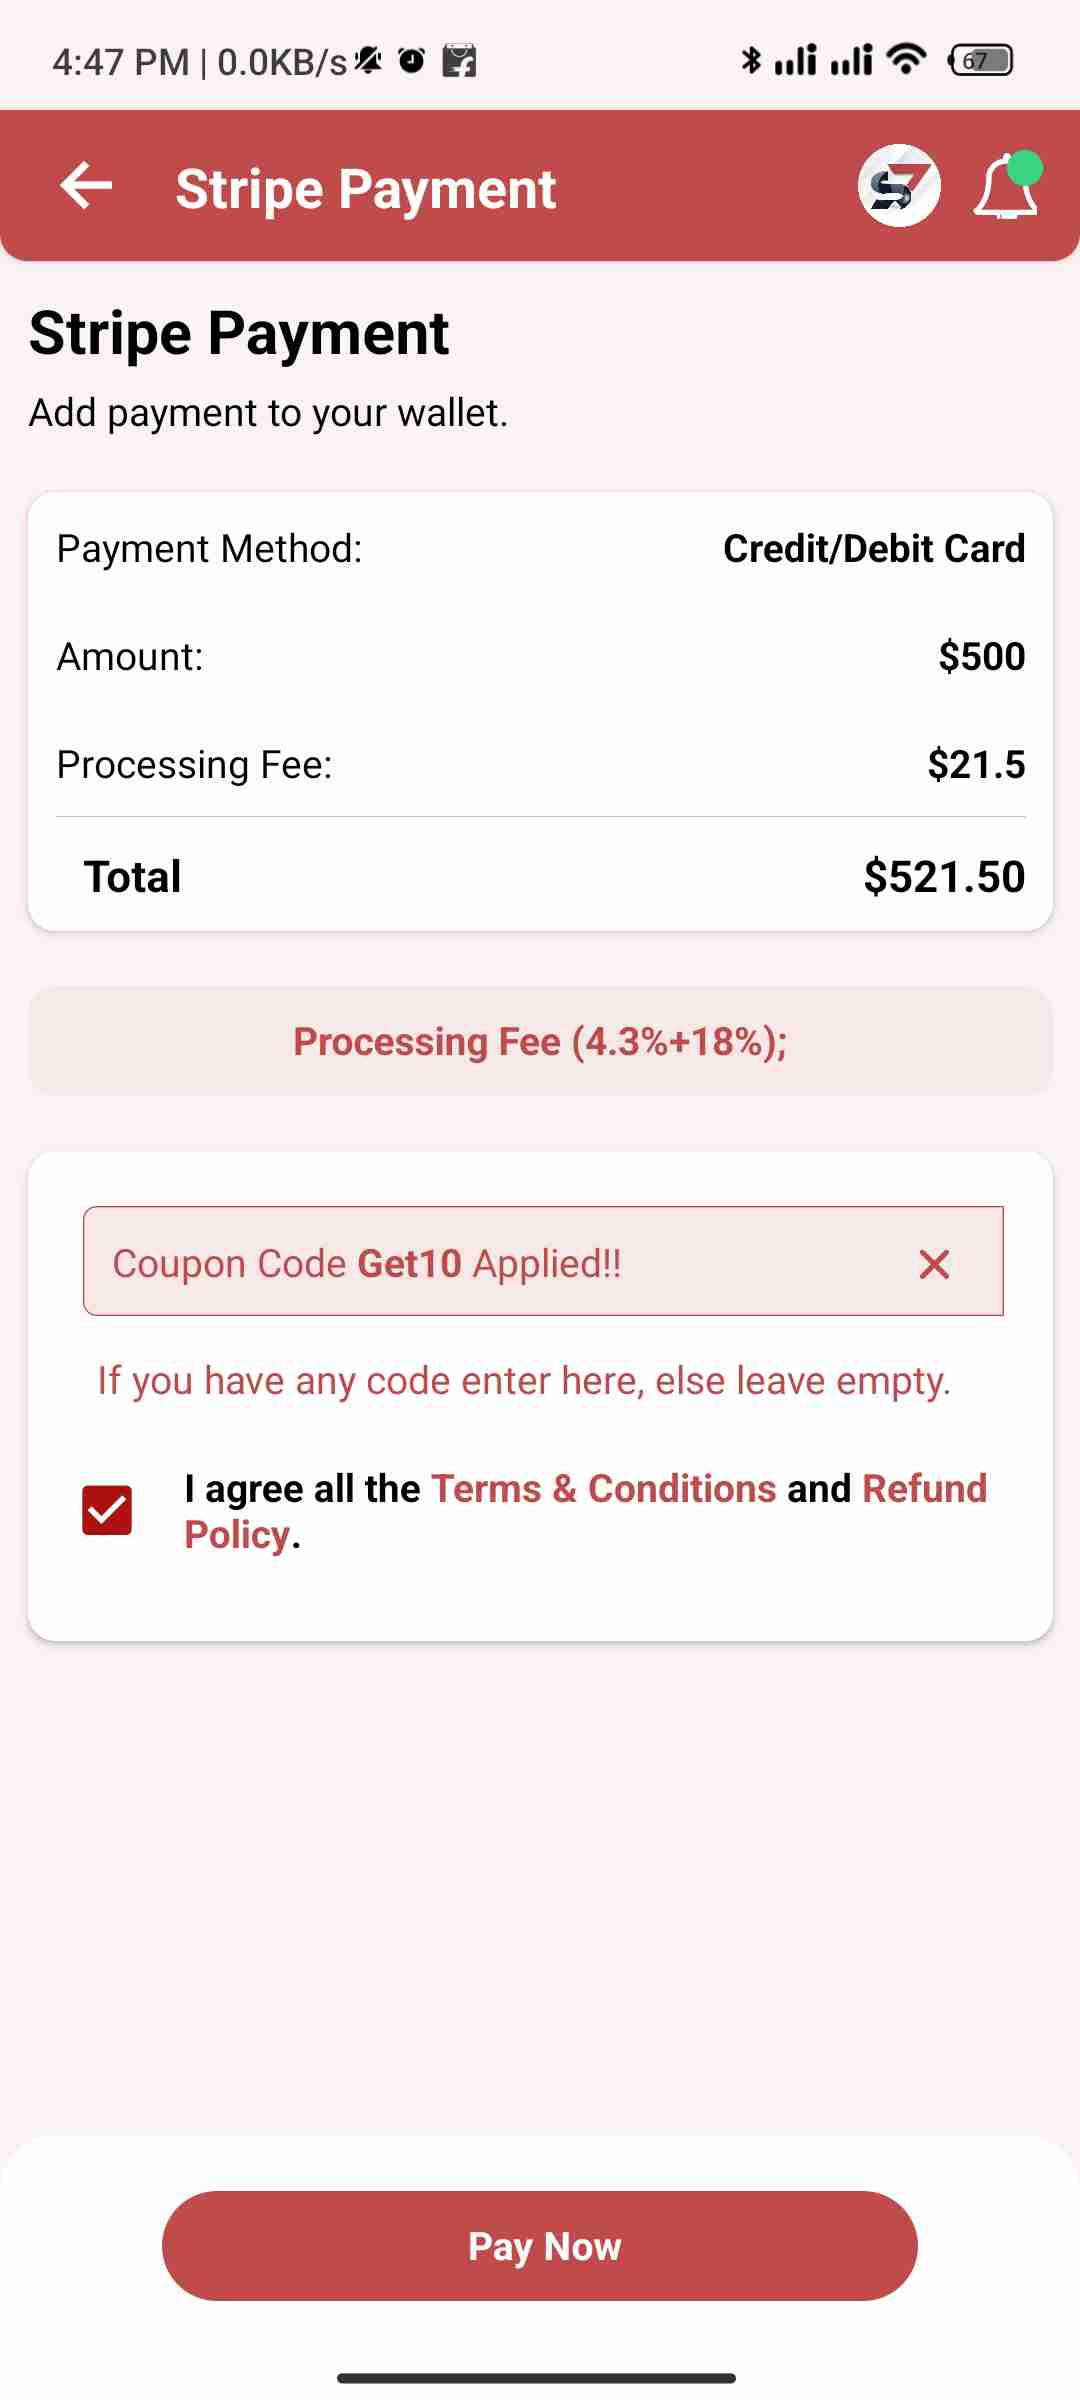 4:47 PM | 0.0KB/s
67
Stripe Payment
Stripe Payment
Add payment to your wallet.
Payment Method: Credit/Debit Card
Amount: $500
Processing Fee: $21.5
Total $521.50
Processing Fee (4.3%+18%);
Coupon Code Get10 Applied!!
If you have any code enter here, else leave empty.
I agree all the Terms & Conditions and Refund
Policy.
Pay Now